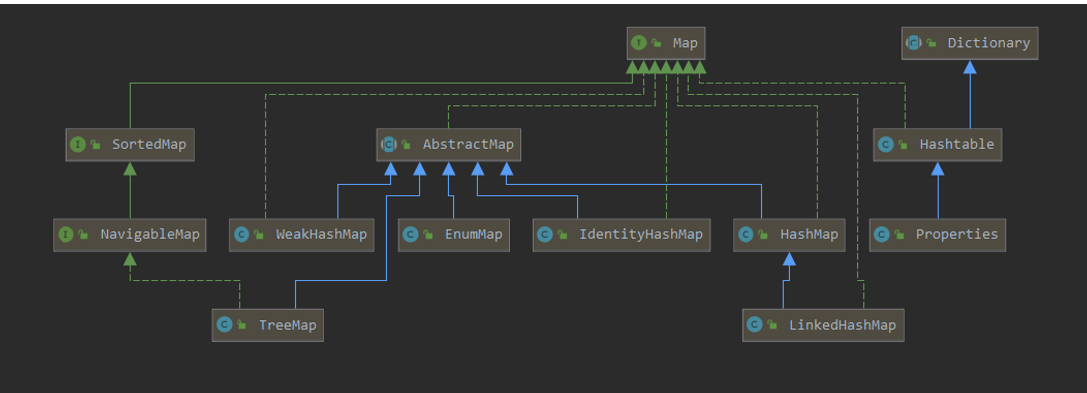 Map
Dictionary
SortedMap
AbstractMap
Hashtable
NavigableMap
WeakHashMap
EnumMap
IdentityHashMap
HashMap
Properties
TreeMap
LinkedHashMap